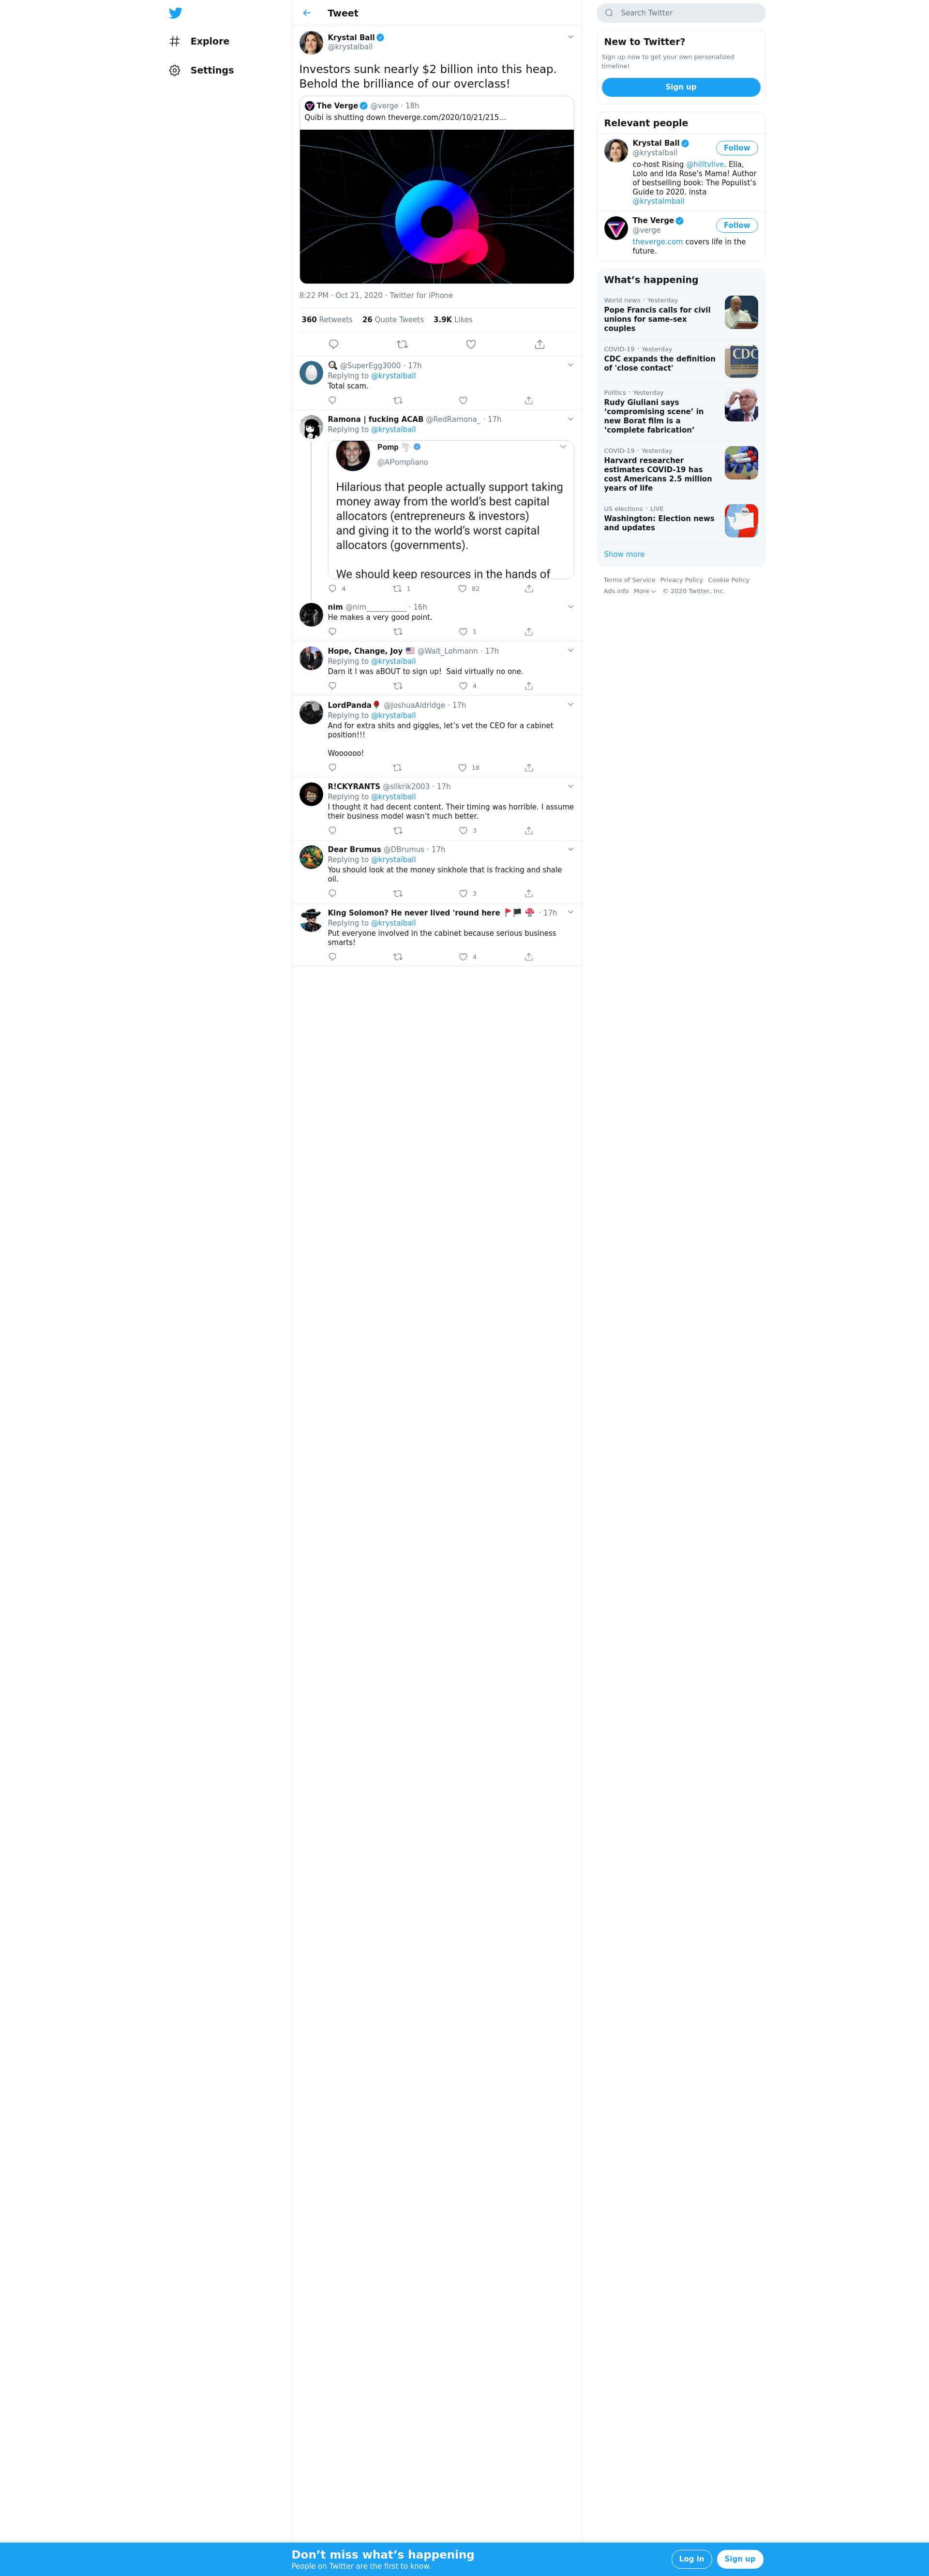 Explore
Settings
Tweet
Krystal Ball
@krystalball
Investors sunk nearly $2 billion into this heap.
Behold the brilliance of our overclass!
The Verge @verge · 18h
Quibi is shutting down theverge.com/2020/10/21/215…
8:22 PM · Oct 21, 2020 · Twitter for iPhone
360 Retweets 26 Quote Tweets 3.9K Likes
@SuperEgg3000 · 17h
Replying to @krystalball
Total scam.
Ramona | fucking ACAB @RedRamona_ · 17h
Replying to @krystalball
Pomp
@APompliano
Hilarious that people actually support taking
money away from the world's best capital
allocators (entrepreneurs & investors)
and giving it to the world's worst capital
allocators (governments).
We should keep resources in the hands of
4 1 82
nim @nim___________ · 16h
He makes a very good point.
1
Hope, Change, Joy 🇺🇸 @Walt_Lohmann · 17h
Replying to @krystalball
Darn it I was aBOUT to sign up!  Said virtually no one.
4
LordPanda🌹 @JoshuaAldridge · 17h
Replying to @krystalball
And for extra shits and giggles, let’s vet the CEO for a cabinet
position!!!
Woooooo!
18
R!CKYRANTS @slikrik2003 · 17h
Replying to @krystalball
I thought it had decent content. Their timing was horrible. I assume
their business model wasn’t much better.
3
Dear Brumus @DBrumus · 17h
Replying to @krystalball
You should look at the money sinkhole that is fracking and shale
oil.
3
King Solomon? He never lived 'round here 🚩🏴 🍄 · 17h
Replying to @krystalball
Put everyone involved in the cabinet because serious business
smarts!
4
Search Twitter
New to Twitter?
Sign up now to get your own personalized
timeline!
Sign up
Relevant people
Krystal Ball
@krystalball
Follow
co-host Rising @hilltvlive. Ella,
Lolo and Ida Rose's Mama! Author
of bestselling book: The Populist’s
Guide to 2020. insta
@krystalmball
The Verge
@verge
Follow
theverge.com covers life in the
future.
What’s happening
World news · Yesterday
Pope Francis calls for civil
unions for same-sex
couples
COVID-19 · Yesterday
CDC expands the definition
of 'close contact'
CDC
Politics · Yesterday
Rudy Giuliani says
‘compromising scene’ in
new Borat film is a
‘complete fabrication’
COVID-19 · Yesterday
Harvard researcher
estimates COVID-19 has
cost Americans 2.5 million
years of life
US elections · LIVE
Washington: Election news
and updates
Show more
Terms of Service Privacy Policy Cookie Policy
Ads info More © 2020 Twitter, Inc.
Don’t miss what’s happening
People on Twitter are the first to know.
Log in
Sign up